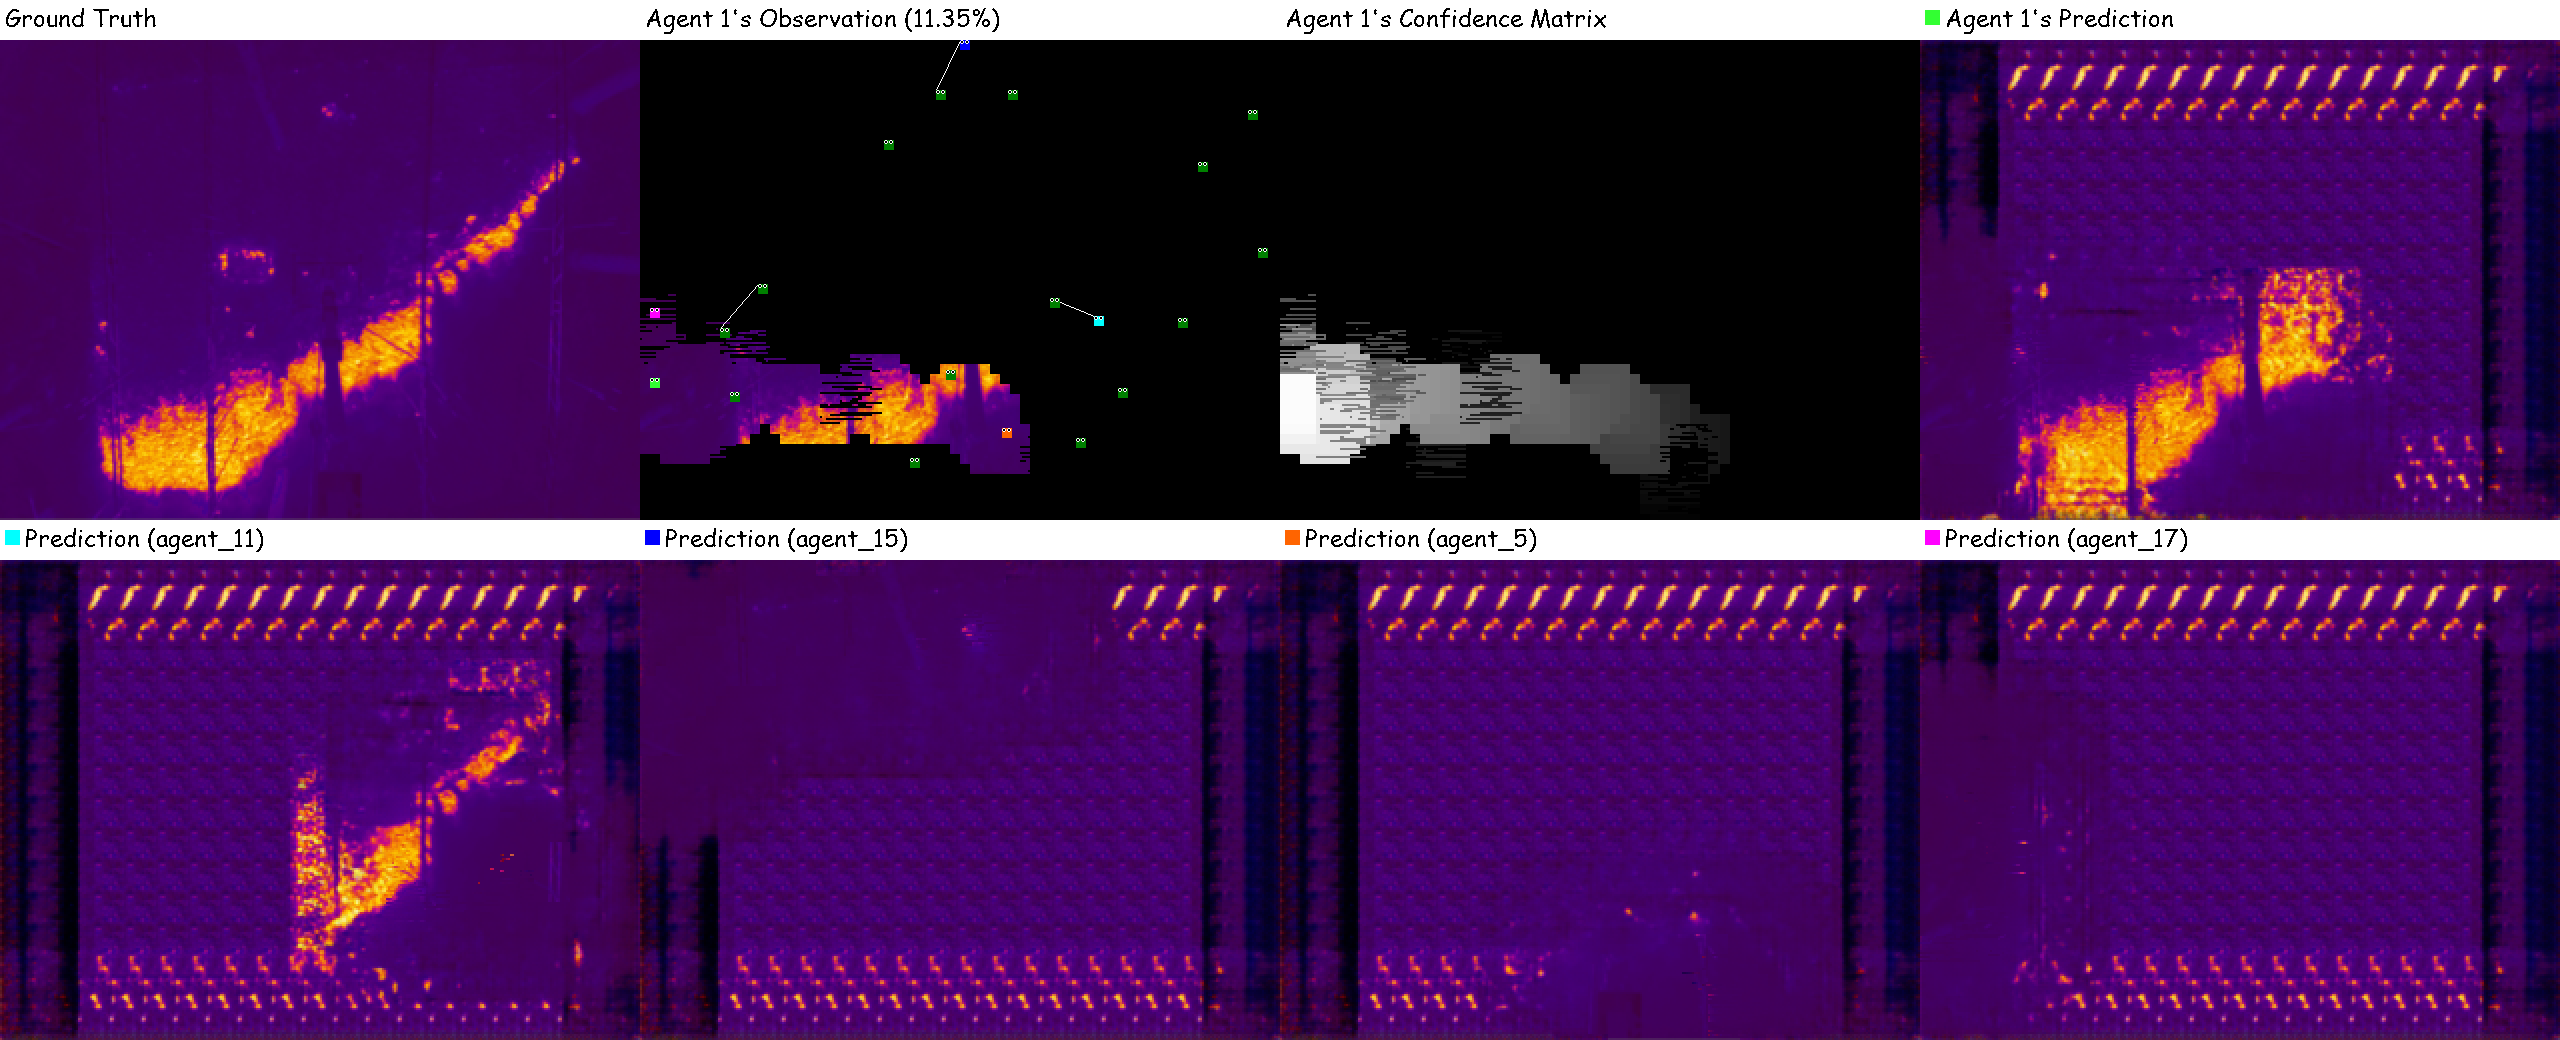 Ground Truth
Agent 1's Observation (11.35%)
Agent 1's Confidence Matrix
Agent 1's Prediction
Prediction (agent_11)
Prediction (agent_15)
Prediction (agent_5)
Prediction (agent_17)